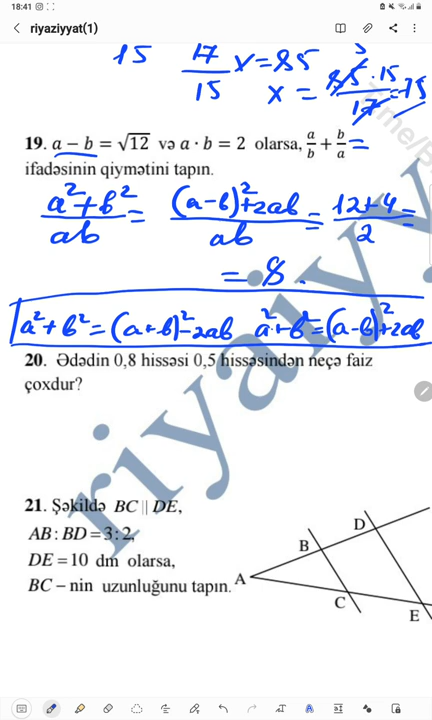 18:41
riyaziyyat(1)
15 17/15 x=85
x = 85·15/17=75
19. a − b = √12 və a · b = 2 olarsa, a/b + b/a =
ifadəsinin qiymətini tapın.
a²+b²/ab = (a-b)²+2ab/ab = 12+4/2 =
= 8.
a²+b²=(a+b)²-2ab a²+b²=(a-b)²+2ab
20. Ədədin 0,8 hissəsi 0,5 hissəsindən neçə faiz
çoxdur?
riyaziyy
21. Şəkildə BC || DE,
AB : BD = 3 : 2,
DE = 10 dm olarsa,
BC – nin uzunluğunu tapın.
A
B
D
C
E